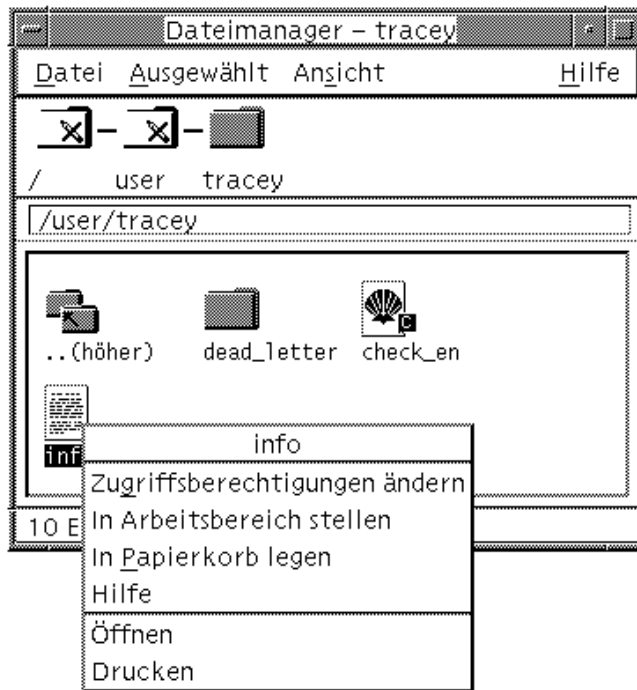 Dateimanager – tracey
Datei Ausgewählt Ansicht Hilfe
/ user tracey
/user/tracey
..(höher) dead_letter check_en
inf
info
Zugriffsberechtigungen ändern
In Arbeitsbereich stellen
In Papierkorb legen
Hilfe
Öffnen
Drucken
10 E